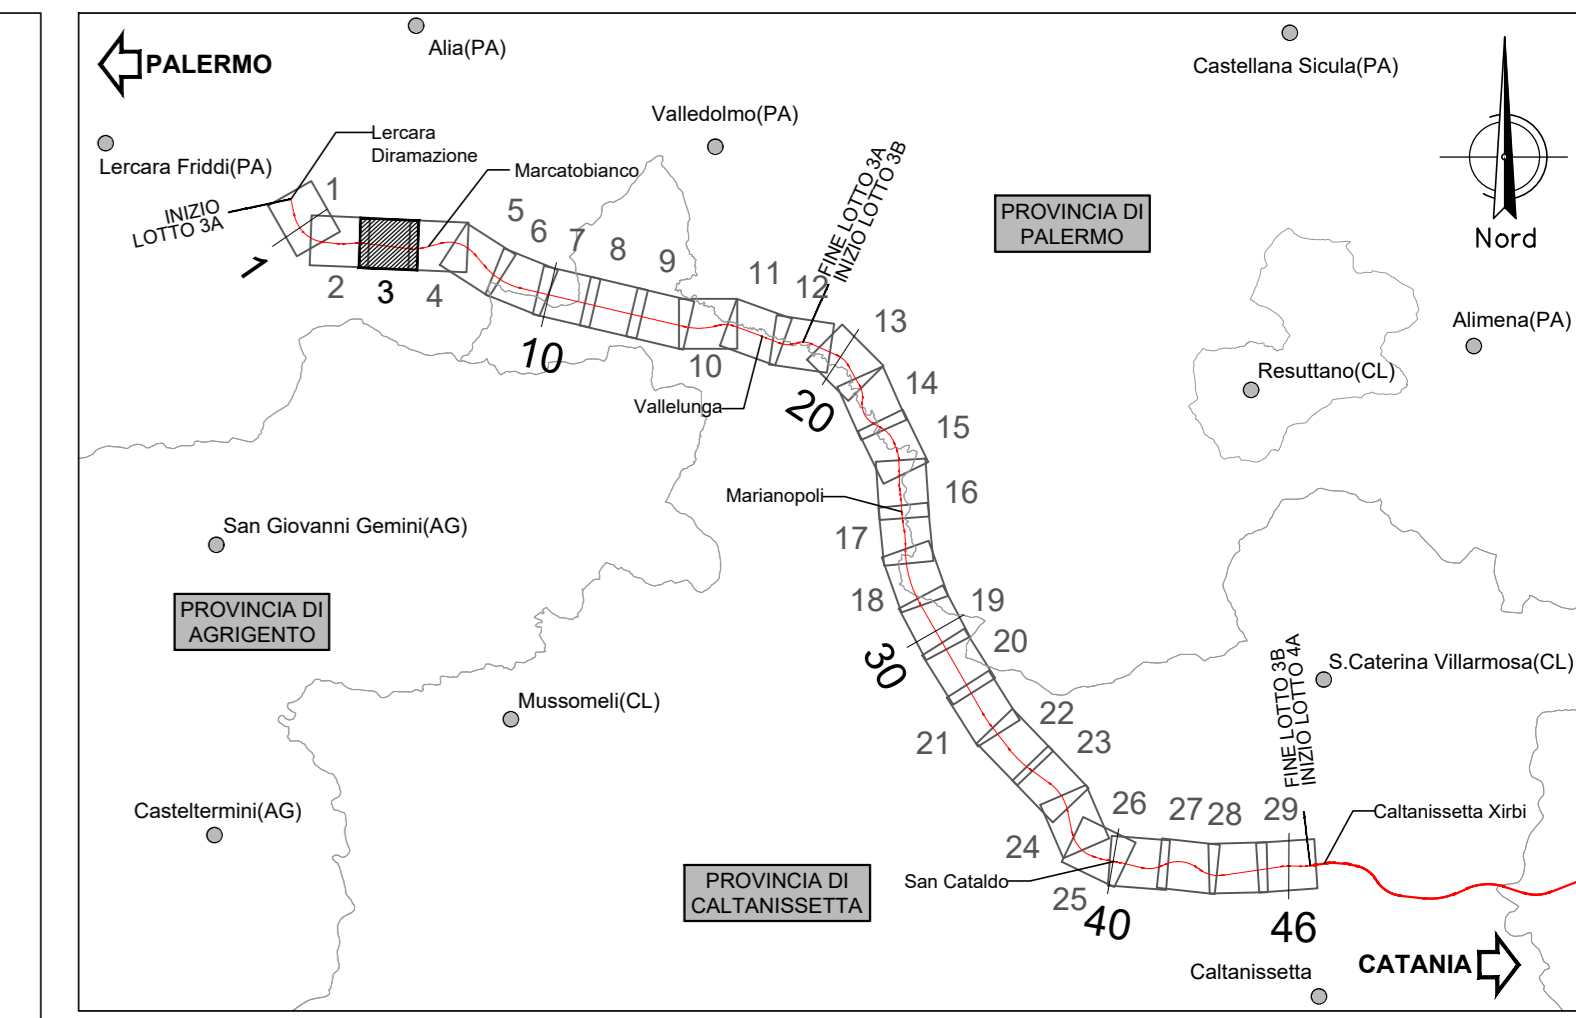 PALERMO
Alia(PA)
Castellana Sicula(PA)
Lercara Friddi(PA)
Lercara
Diramazione
Valledolmo(PA)
Marcatobianco
INIZIO
LOTTO 3A
FINE LOTTO 3A
INIZIO LOTTO 3B
PROVINCIA DI
PALERMO
Nord
1
1
2
3
4
5
6
7
8
9
10
10
11
12
13
14
15
16
17
18
19
20
20
21
22
23
24
25
26
27
28
29
30
40
46
Vallelunga
Alimena(PA)
Resuttano(CL)
Marianopoli
San Giovanni Gemini(AG)
PROVINCIA DI
AGRIGENTO
Mussomeli(CL)
S.Caterina Villarmosa(CL)
FINE LOTTO 3B
INIZIO LOTTO 4A
Casteltermini(AG)
Caltanissetta Xirbi
PROVINCIA DI
CALTANISSETTA
San Cataldo
Caltanissetta
CATANIA